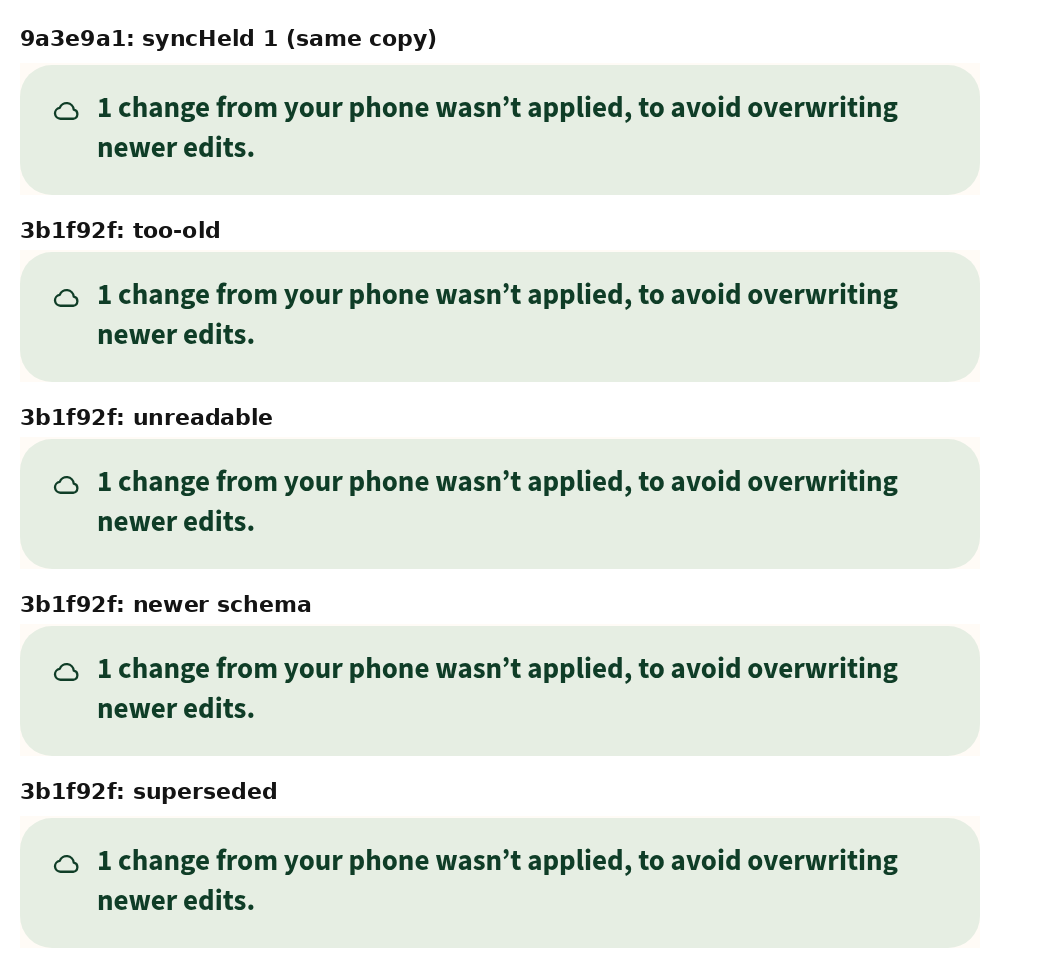 9a3e9a1: syncHeld 1 (same copy)
1 change from your phone wasn’t applied, to avoid overwriting
newer edits.
3b1f92f: too-old
1 change from your phone wasn’t applied, to avoid overwriting
newer edits.
3b1f92f: unreadable
1 change from your phone wasn’t applied, to avoid overwriting
newer edits.
3b1f92f: newer schema
1 change from your phone wasn’t applied, to avoid overwriting
newer edits.
3b1f92f: superseded
1 change from your phone wasn’t applied, to avoid overwriting
newer edits.